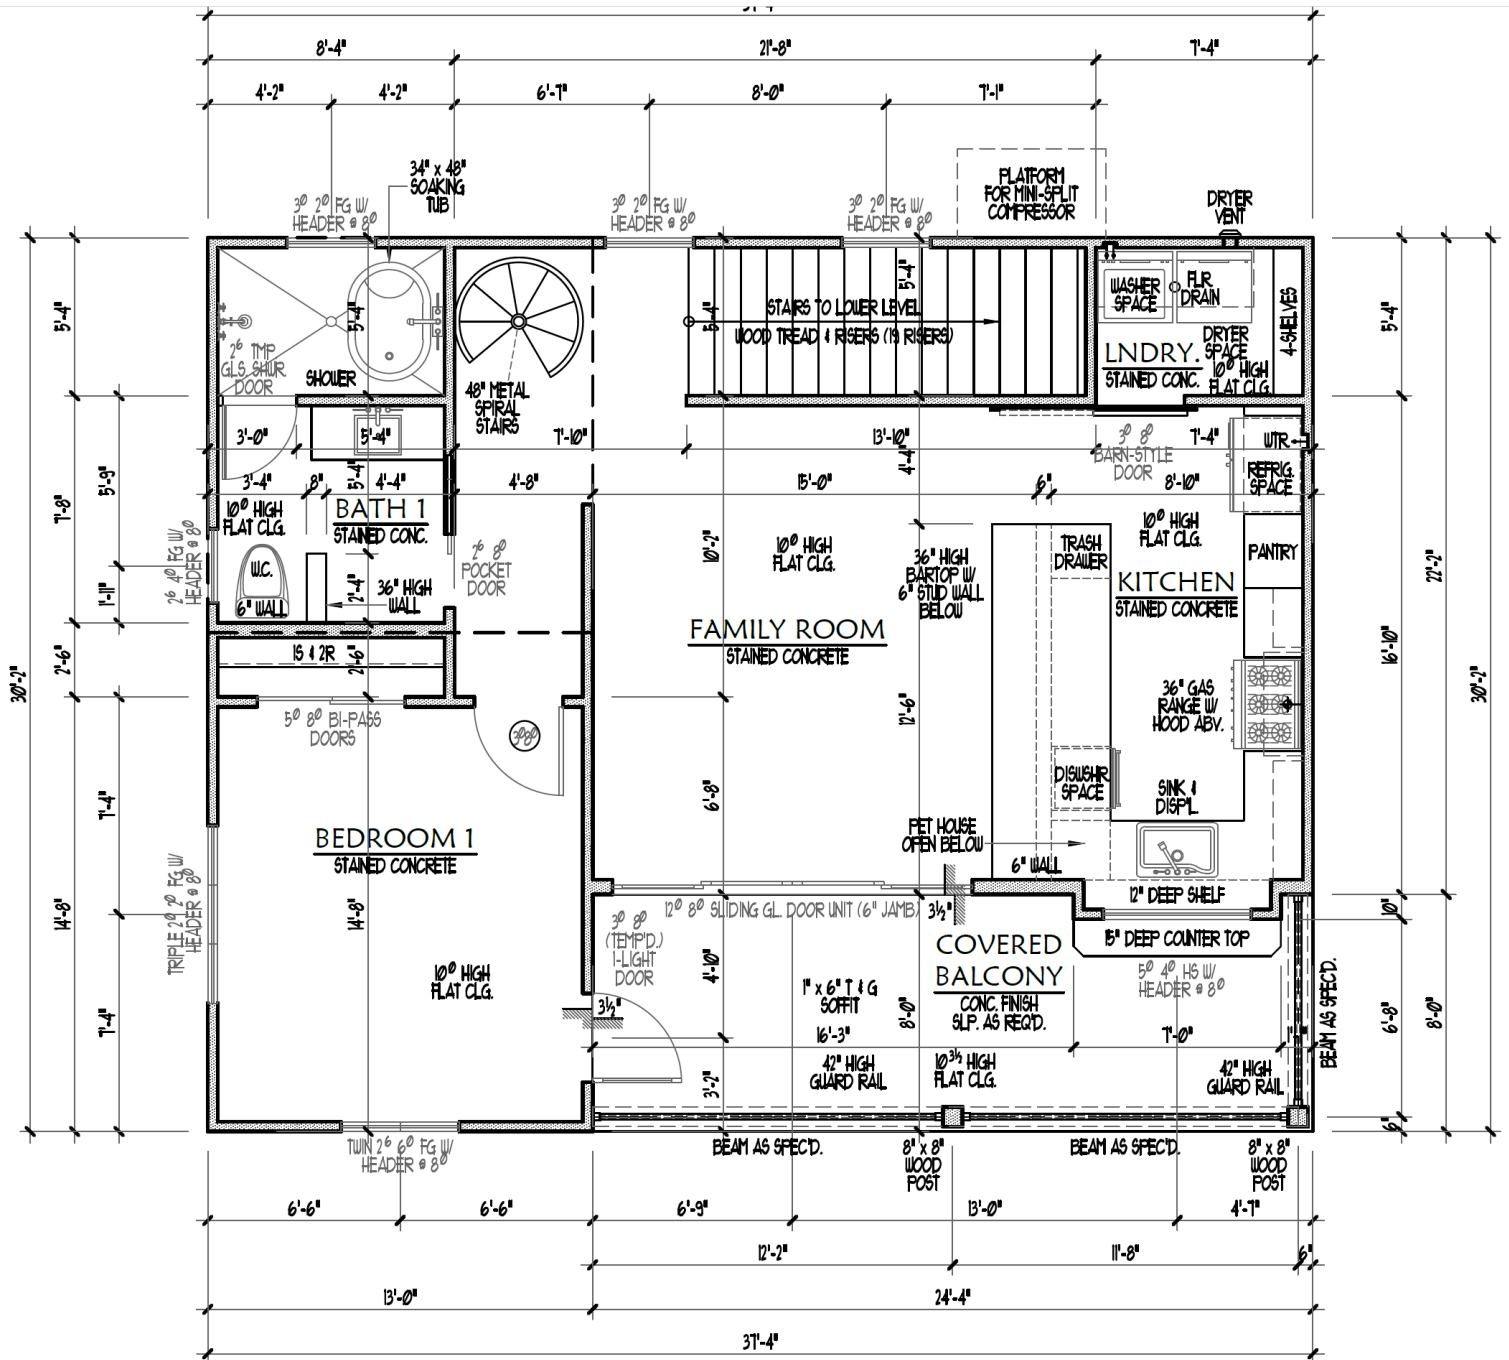 37'-4"
8'-4"
21'-8"
7'-4"
4'-2"
4'-2"
6'-7"
8'-0"
7'-1"
34" x 48"
SOAKING
TUB
PLATFORM
FOR MINI-SPLIT
COMPRESSOR
DRYER
VENT
3⁰ 2⁰ FG W/
HEADER @ 8⁰
3⁰ 2⁰ FG W/
HEADER @ 8⁰
3⁰ 2⁰ FG W/
HEADER @ 8⁰
5'-4"
5'-4"
5'-4"
5'-4"
5'-4"
STAIRS TO LOWER LEVEL
WOOD TREAD & RISERS (19 RISERS)
WASHER
SPACE
FLR
DRAIN
4-SHELVES
DRYER
SPACE
LNDRY.
STAINED CONC.
10⁰ HIGH
FLAT CLG.
2⁶ TMP
GLS. SHWR.
DOOR
SHOWER
48" METAL
SPIRAL
STAIRS
3'-0"
5'-4"
7'-10"
13'-10"
7'-4"
3⁰ 8⁰
BARN-STYLE
DOOR
WTR.
REFRIG.
SPACE
3'-4"
8"
4'-4"
4'-8"
15'-0"
6"
8'-10"
5'-4"
4'-4"
10⁰ HIGH
FLAT CLG.
BATH 1
STAINED CONC.
5'-9"
7'-8"
1'-11"
2⁶ 4⁰ FG W/
HEADER @ 8⁰
W.C.
6" WALL
2'-4"
36" HIGH
WALL
2⁶ 8⁰
POCKET
DOOR
10'-2"
10⁰ HIGH
FLAT CLG.
36" HIGH
BARTOP W/
6" STUD WALL
BELOW
TRASH
DRAWER
10⁰ HIGH
FLAT CLG.
PANTRY
KITCHEN
STAINED CONCRETE
22'-2"
16'-10"
FAMILY ROOM
STAINED CONCRETE
1S & 2R
2'-6"
2'-6"
30'-2"
30'-2"
5⁰ 8⁰ BI-PASS
DOORS
3⁰8⁰
12'-6"
36" GAS
RANGE W/
HOOD ABV.
7'-4"
6'-8"
DISWSHR
SPACE
SINK &
DISP'L
BEDROOM 1
STAINED CONCRETE
PET HOUSE
OPEN BELOW
6" WALL
12" DEEP SHELF
14'-8"
14'-8"
TRIPLE 2⁰ 2⁰ FG W/
HEADER @ 8⁰
12⁰ 8⁰ SLIDING GL. DOOR UNIT (6" JAMB)
3½"
10"
3⁰ 8⁰
(TEMP'D.)
1-LIGHT
DOOR
COVERED
BALCONY
CONC. FINISH
SLP. AS REQ'D.
15" DEEP COUNTER TOP
5⁰ 4⁰ HS W/
HEADER @ 8⁰
4'-10"
10⁰ HIGH
FLAT CLG.
1" x 6" T & G
SOFFIT
8'-0"
3½"
7'-4"
16'-3"
7'-0"
6'-8"
8'-0"
BEAM AS SPEC'D.
42" HIGH
GUARD RAIL
10³½ HIGH
FLAT CLG.
42" HIGH
GUARD RAIL
3'-2"
6"
TWIN 2⁶ 6⁰ FG W/
HEADER @ 8⁰
BEAM AS SPEC'D.
8" x 8"
WOOD
POST
BEAM AS SPEC'D.
8" x 8"
WOOD
POST
6'-6"
6'-6"
6'-9"
13'-0"
4'-7"
12'-2"
11'-8"
6"
13'-0"
24'-4"
37'-4"